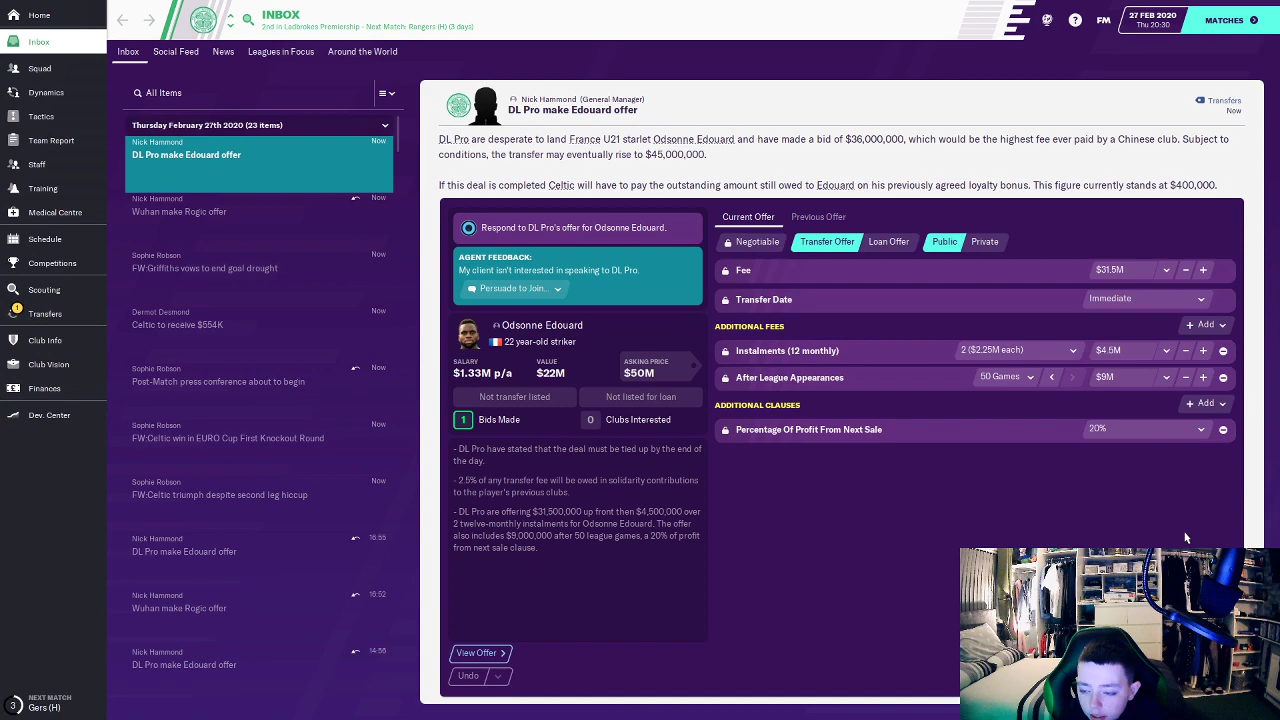 INBOX
2nd in Ladbrokes Premiership - Next Match: Rangers (H) (3 days)
FM
27 FEB 2020
Thu 20:30
MATCHES
Inbox
Squad
Dynamics
Tactics
Team Report
Staff
Training
Medical Centre
Schedule
Competitions
Scouting
1
Transfers
Club Info
Club Vision
Finances
Dev. Center
NEXT MATCH
3 Gers (H)
Inbox Social Feed News Leagues in Focus Around the World
All Items
Thursday February 27th 2020 (23 items)
Nick Hammond Now
DL Pro make Edouard offer
Nick Hammond Now
Wuhan make Rogic offer
Sophie Robson Now
FW:Griffiths vows to end goal drought
Dermot Desmond Now
Celtic to receive $554K
Sophie Robson Now
Post-Match press conference about to begin
Sophie Robson Now
FW:Celtic win in EURO Cup First Knockout Round
Sophie Robson Now
FW:Celtic triumph despite second leg hiccup
Nick Hammond 16:55
DL Pro make Edouard offer
Nick Hammond 16:52
Wuhan make Rogic offer
Nick Hammond 14:56
DL Pro make Edouard offer
Nick Hammond (General Manager)
DL Pro make Edouard offer
Transfers
Now
DL Pro are desperate to land France U21 starlet Odsonne Edouard and have made a bid of $36,000,000, which would be the highest fee ever paid by a Chinese club. Subject to
conditions, the transfer may eventually rise to $45,000,000.
If this deal is completed Celtic will have to pay the outstanding amount still owed to Edouard on his previously agreed loyalty bonus. This figure currently stands at $400,000.
Respond to DL Pro's offer for Odsonne Edouard.
AGENT FEEDBACK:
My client isn't interested in speaking to DL Pro.
Persuade to Join...
Odsonne Edouard
22 year-old striker
SALARY VALUE ASKING PRICE
$1.33M p/a $22M $50M
Not transfer listed Not listed for loan
1 Bids Made 0 Clubs Interested
- DL Pro have stated that the deal must be tied up by the end of
the day.
- 2.5% of any transfer fee will be owed in solidarity contributions
to the player's previous clubs.
- DL Pro are offering $31,500,000 up front then $4,500,000 over
2 twelve-monthly instalments for Odsonne Edouard. The offer
also includes $9,000,000 after 50 league games, a 20% of profit
from next sale clause.
View Offer
Undo
Current Offer Previous Offer
Negotiable Transfer Offer Loan Offer Public Private
Fee $31.5M
Transfer Date Immediate
ADDITIONAL FEES Add
Instalments (12 monthly) 2 ($2.25M each) $4.5M
After League Appearances 50 Games $9M
ADDITIONAL CLAUSES Add
Percentage Of Profit From Next Sale 20%